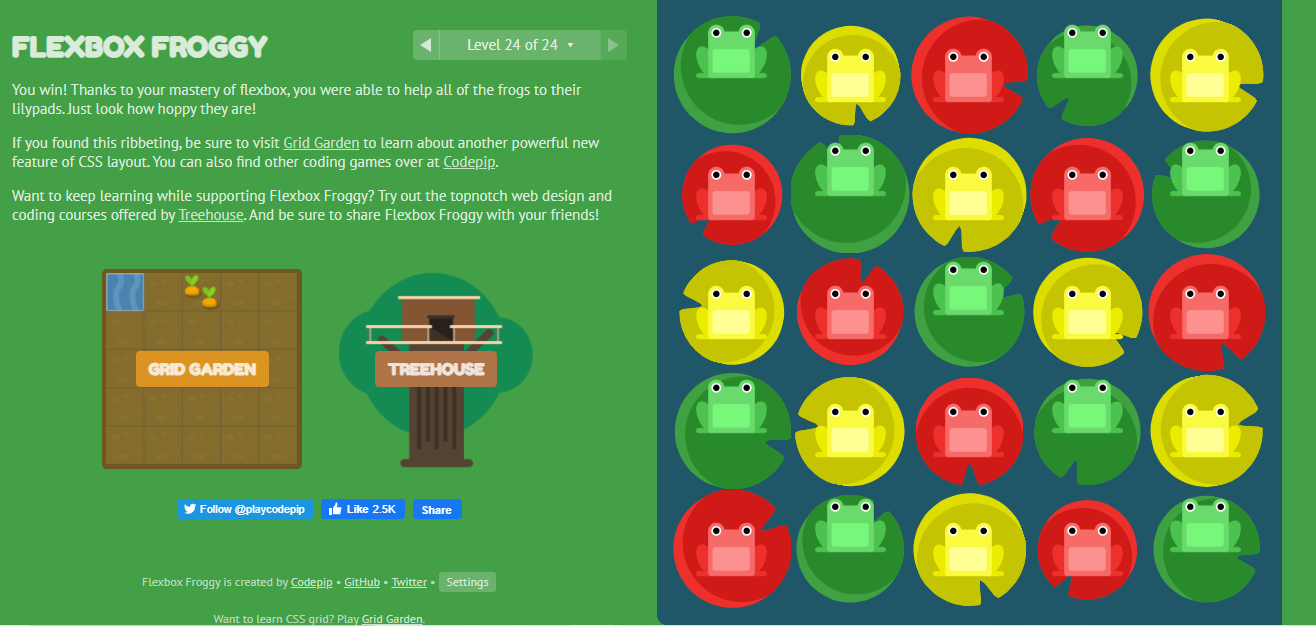 FLEXBOX FROGGY
Level 24 of 24
You win! Thanks to your mastery of flexbox, you were able to help all of the frogs to their
lilypads. Just look how hoppy they are!
If you found this ribbeting, be sure to visit Grid Garden to learn about another powerful new
feature of CSS layout. You can also find other coding games over at Codepip.
Want to keep learning while supporting Flexbox Froggy? Try out the topnotch web design and
coding courses offered by Treehouse. And be sure to share Flexbox Froggy with your friends!
GRID GARDEN
TREEHOUSE
Follow @playcodepip
Like 2.5K
Share
Flexbox Froggy is created by Codepip • GitHub • Twitter • Settings
Want to learn CSS grid? Play Grid Garden.